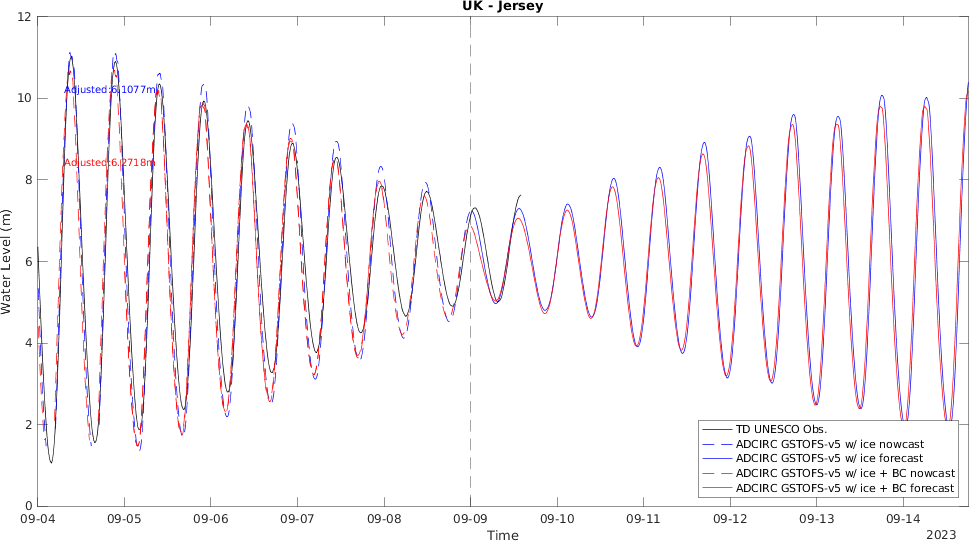 UK - Jersey
12
10
8
6
4
2
0
Water Level (m)
Adjusted:6.1077m
Adjusted:6.2718m
TD UNESCO Obs.
ADCIRC GSTOFS-v5 w/ ice nowcast
ADCIRC GSTOFS-v5 w/ ice forecast
ADCIRC GSTOFS-v5 w/ ice + BC nowcast
ADCIRC GSTOFS-v5 w/ ice + BC forecast
09-04 09-05 09-06 09-07 09-08 09-09 09-10 09-11 09-12 09-13 09-14
Time
2023